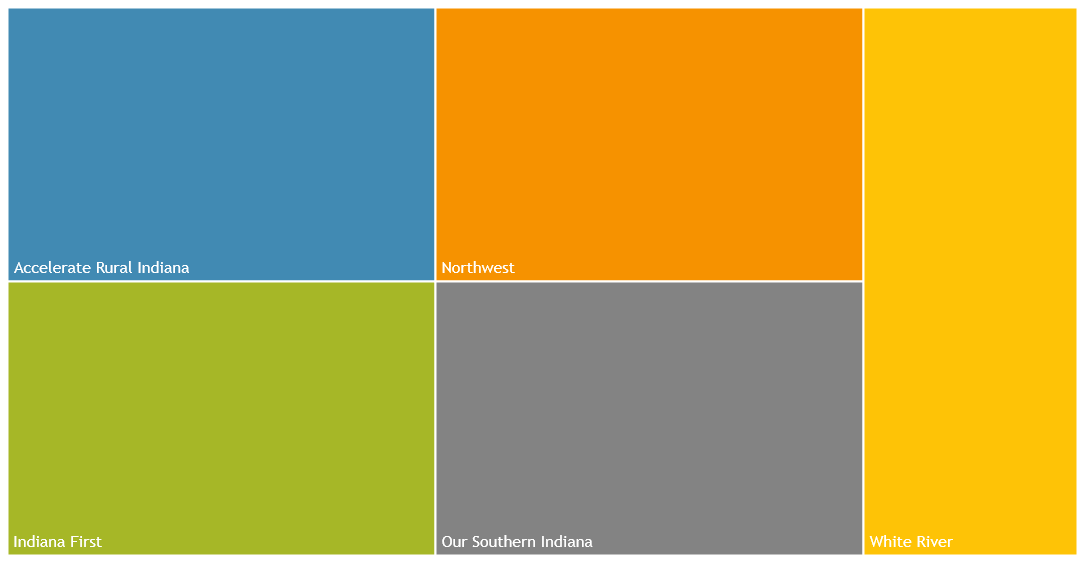 Accelerate Rural Indiana
Northwest
Indiana First
Our Southern Indiana
White River